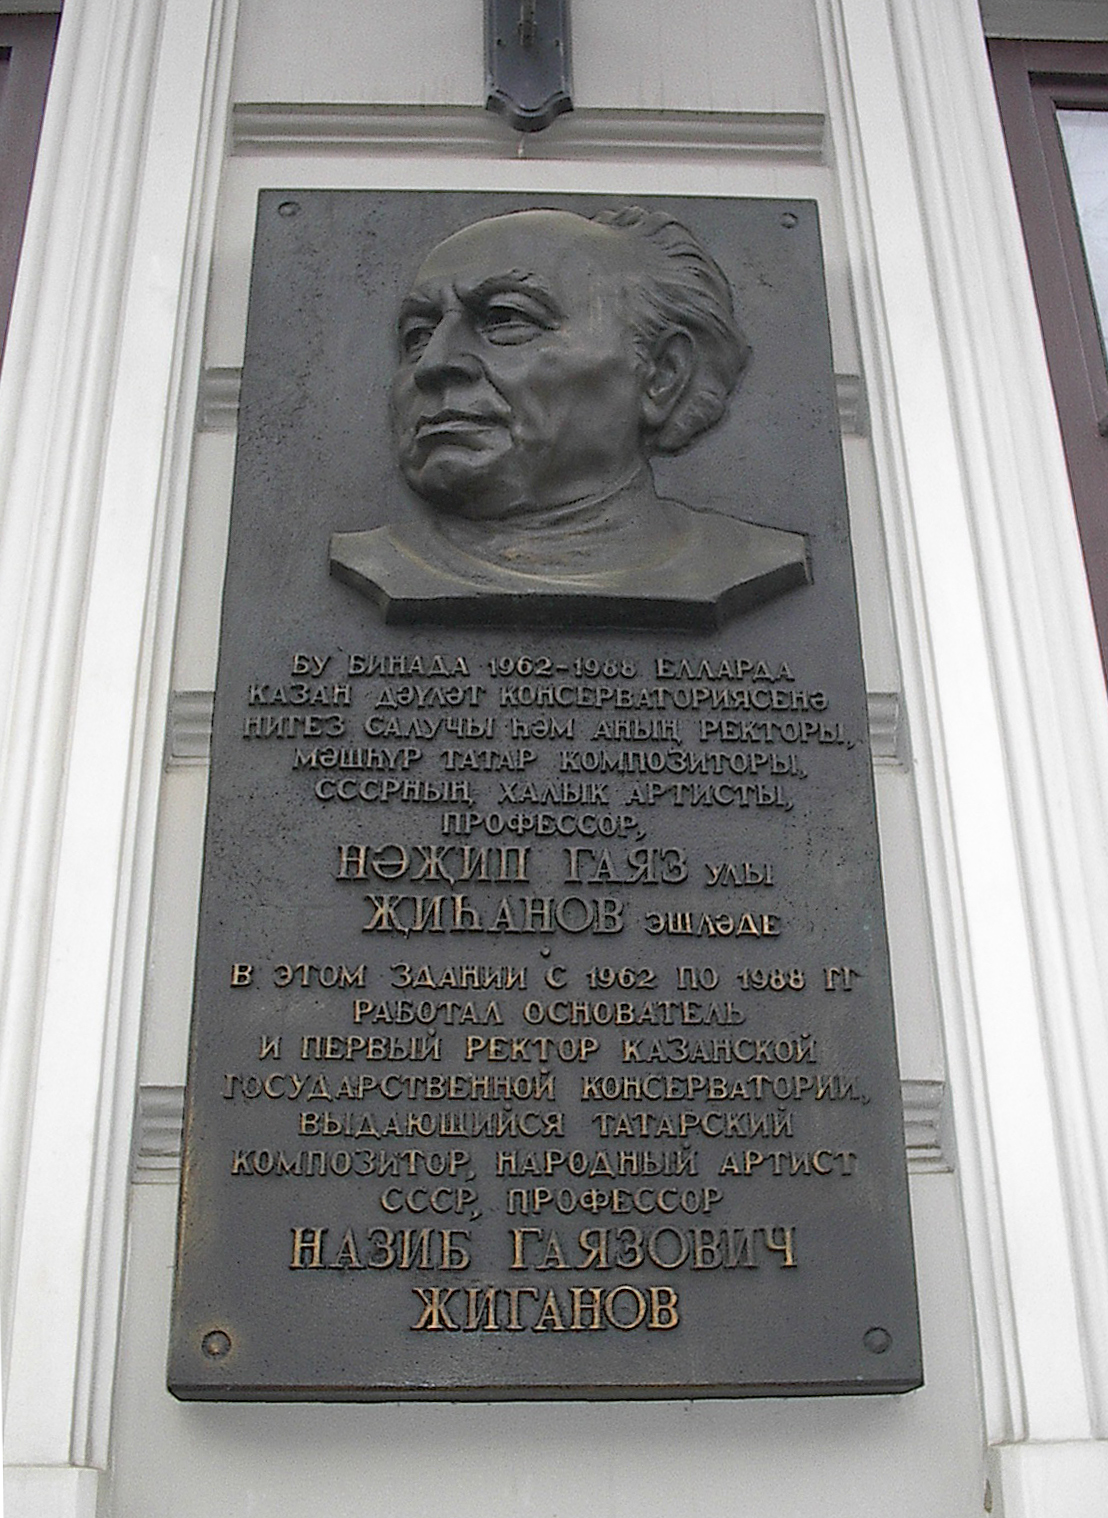 БУ БИНАДА 1962-1988 ЕЛЛАРДА
КАЗАН ДӘҮЛӘТ КОНСЕРВАТОРИЯСЕНӘ
НИГЕЗ САЛУЧЫ ҺӘМ АНЫҢ РЕКТОРЫ,
МӘШҺҮР ТАТАР КОМПОЗИТОРЫ,
СССРНЫҢ ХАЛЫК АРТИСТЫ,
ПРОФЕССОР,
НӘҖИП ГАЯЗ УЛЫ
ҖИҺАНОВ ЭШЛӘДЕ
В ЭТОМ ЗДАНИИ С 1962 ПО 1988 ГГ
РАБОТАЛ ОСНОВАТЕЛЬ
И ПЕРВЫЙ РЕКТОР КАЗАНСКОЙ
ГОСУДАРСТВЕННОЙ КОНСЕРВАТОРИИ,
ВЫДАЮЩИЙСЯ ТАТАРСКИЙ
КОМПОЗИТОР, НАРОДНЫЙ АРТИСТ
СССР, ПРОФЕССОР
НАЗИБ ГАЯЗОВИЧ
ЖИГАНОВ